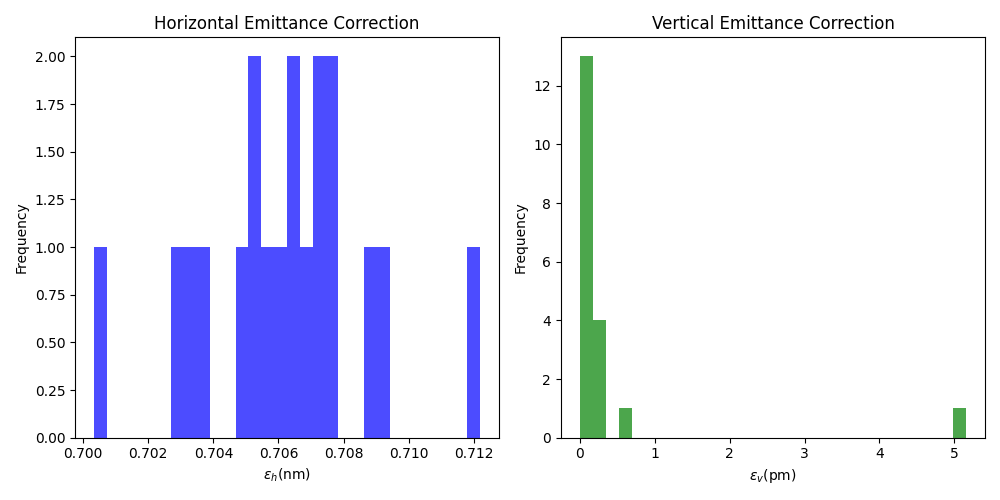 Horizontal Emittance Correction
Frequency
2.00
1.75
1.50
1.25
1.00
0.75
0.50
0.25
0.00
0.700 0.702 0.704 0.706 0.708 0.710 0.712
εh(nm)
Vertical Emittance Correction
Frequency
12
10
8
6
4
2
0
0 1 2 3 4 5
εv(pm)